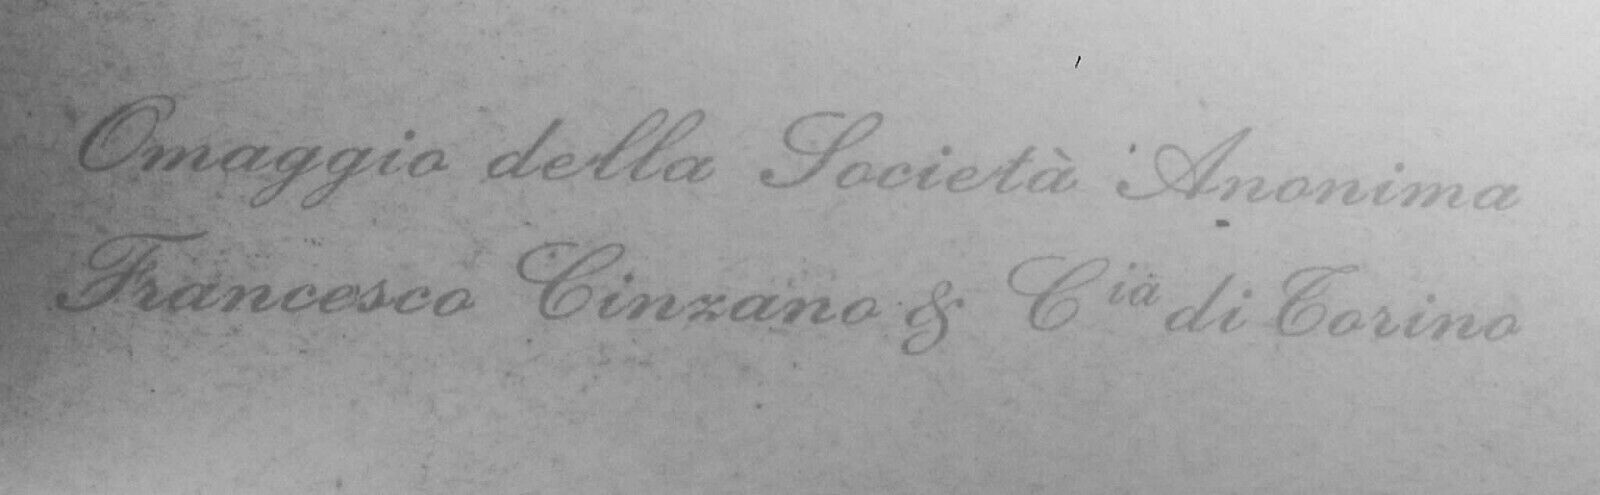 Omaggio della Società Anonima
Francesco Cinzano & Cia di Torino